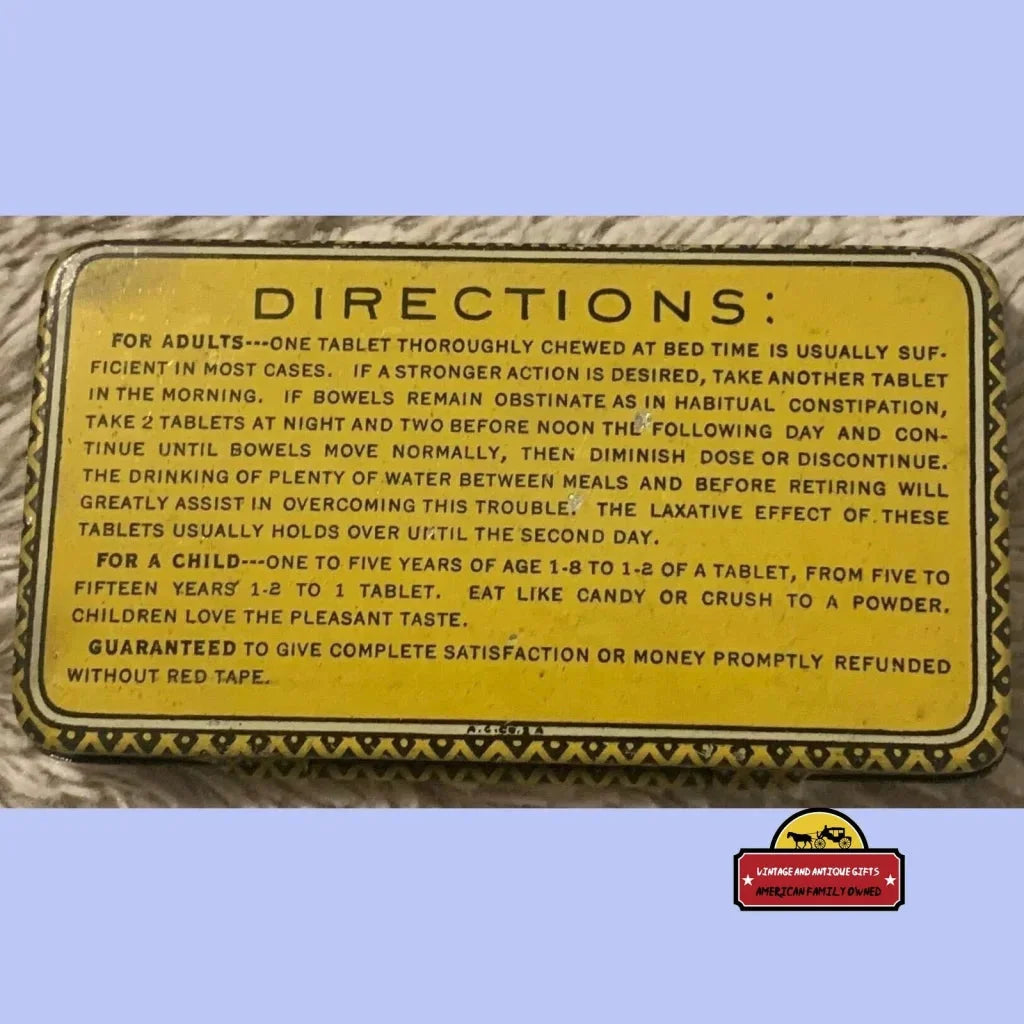 DIRECTIONS:
FOR ADULTS---ONE TABLET THOROUGHLY CHEWED AT BED TIME IS USUALLY SUF-
FICIENT IN MOST CASES. IF A STRONGER ACTION IS DESIRED, TAKE ANOTHER TABLET
IN THE MORNING. IF BOWELS REMAIN OBSTINATE AS IN HABITUAL CONSTIPATION,
TAKE 2 TABLETS AT NIGHT AND TWO BEFORE NOON THE FOLLOWING DAY AND CON-
TINUE UNTIL BOWELS MOVE NORMALLY, THEN DIMINISH DOSE OR DISCONTINUE.
THE DRINKING OF PLENTY OF WATER BETWEEN MEALS AND BEFORE RETIRING WILL
GREATLY ASSIST IN OVERCOMING THIS TROUBLE. THE LAXATIVE EFFECT OF THESE
TABLETS USUALLY HOLDS OVER UNTIL THE SECOND DAY.
FOR A CHILD---ONE TO FIVE YEARS OF AGE 1-8 TO 1-2 OF A TABLET, FROM FIVE TO
FIFTEEN YEARS 1-2 TO 1 TABLET. EAT LIKE CANDY OR CRUSH TO A POWDER.
CHILDREN LOVE THE PLEASANT TASTE.
GUARANTEED TO GIVE COMPLETE SATISFACTION OR MONEY PROMPTLY REFUNDED
WITHOUT RED TAPE.
VINTAGE AND ANTIQUE GIFTS
AMERICAN FAMILY OWNED